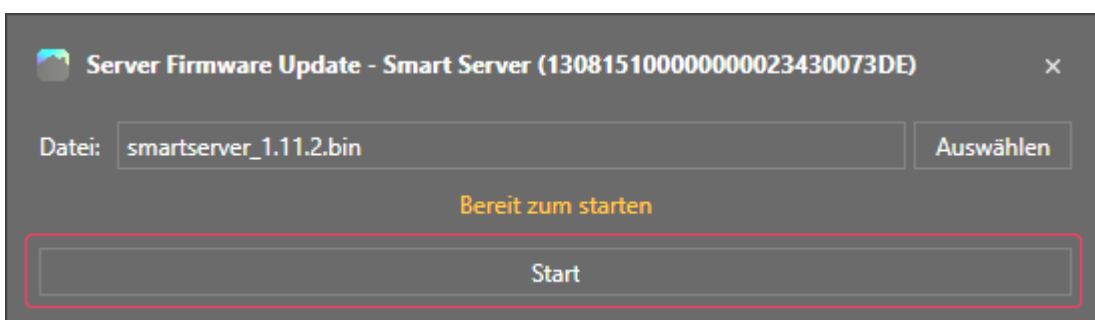 Server Firmware Update - Smart Server (130815100000000023430073DE)
Datei: smartserver_1.11.2.bin Auswählen
Bereit zum starten
Start